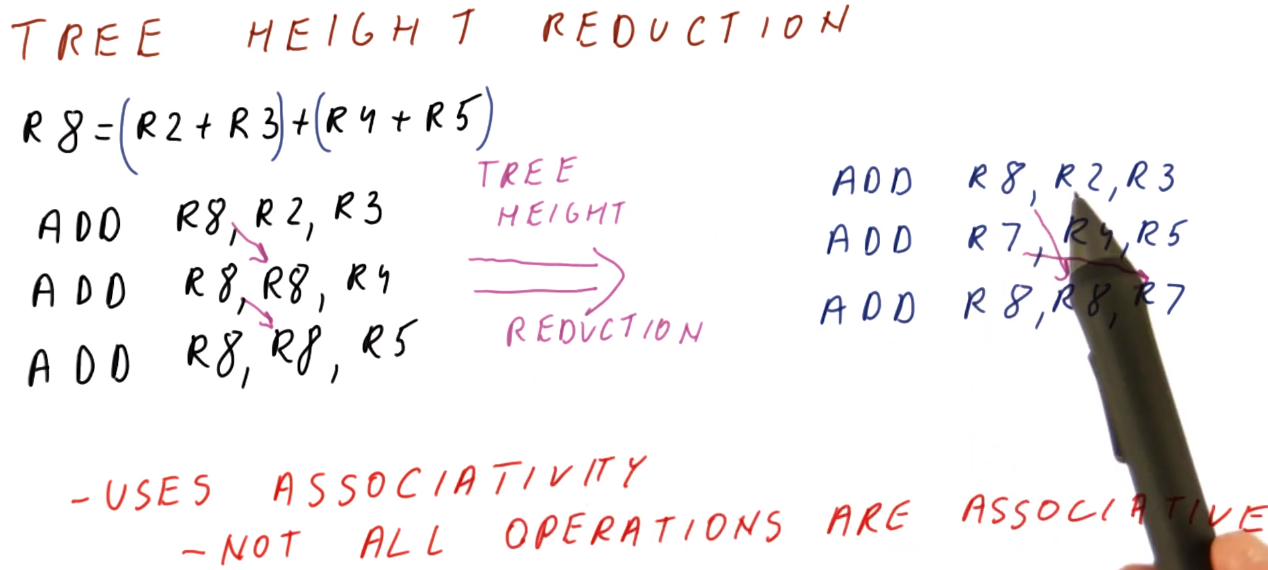 TREE HEIGHT REDUCTION
R8=(R2+R3)+(R4+R5)
ADD R8, R2, R3
ADD R8, R8, R4
ADD R8, R8, R5
TREE
HEIGHT
REDUCTION
ADD R8, R2, R3
ADD R7, R4, R5
ADD R8, R8, R7
-USES ASSOCIATIVITY
-NOT ALL OPERATIONS ARE ASSOCIATIVE